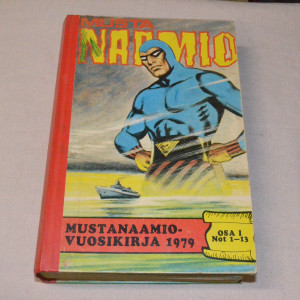 MUSTA
NAAMIO
MUSTANAAMIO-
VUOSIKIRJA 1979
OSA I
Not 1-13